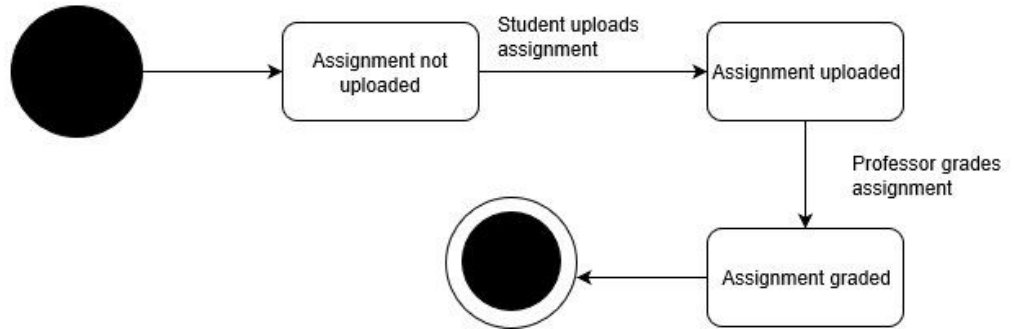 Assignment not
uploaded
Student uploads
assignment
Assignment uploaded
Professor grades
assignment
Assignment graded